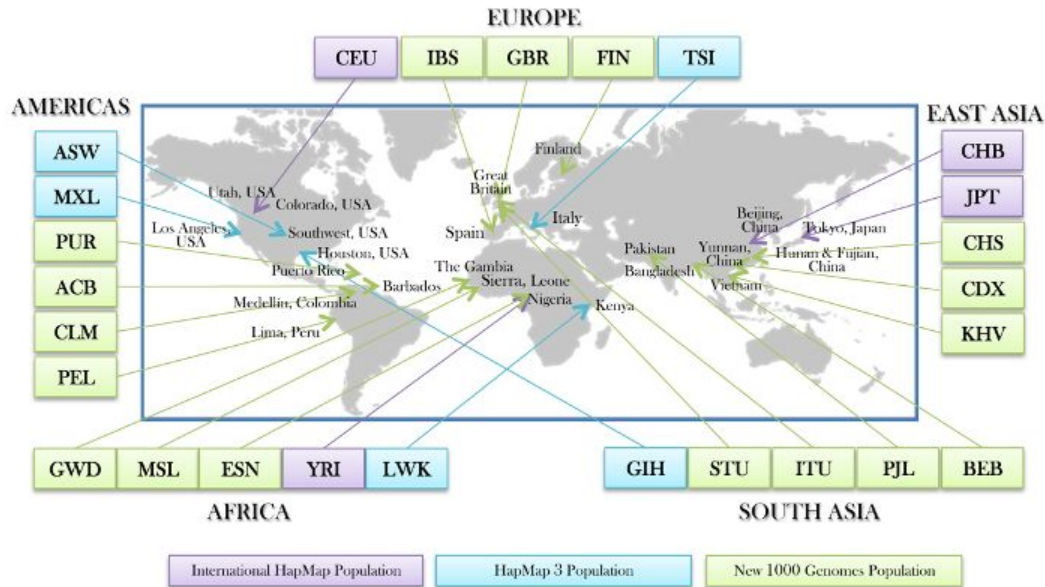 EUROPE
CEU IBS GBR FIN TSI
AMERICAS
EAST ASIA
ASW
MXL
PUR
ACB
CLM
PEL
CHB
JPT
CHS
CDX
KHV
Finland
Great
Britain
Utah, USA
Colorado, USA
Los Angeles,
USA
Southwest, USA
Houston, USA
Puerto Rico
Barbados
Medellín, Colombia
Lima, Peru
Spain
Italy
The Gambia
Sierra, Leone
Nigeria
Kenya
Pakistan
Bangladesh
Beijing,
China
Tokyo, Japan
Yunnan,
China
Hunan & Fujian,
China
Vietnam
GWD MSL ESN YRI LWK
GIH STU ITU PJL BEB
AFRICA
SOUTH ASIA
International HapMap Population
HapMap 3 Population
New 1000 Genomes Population